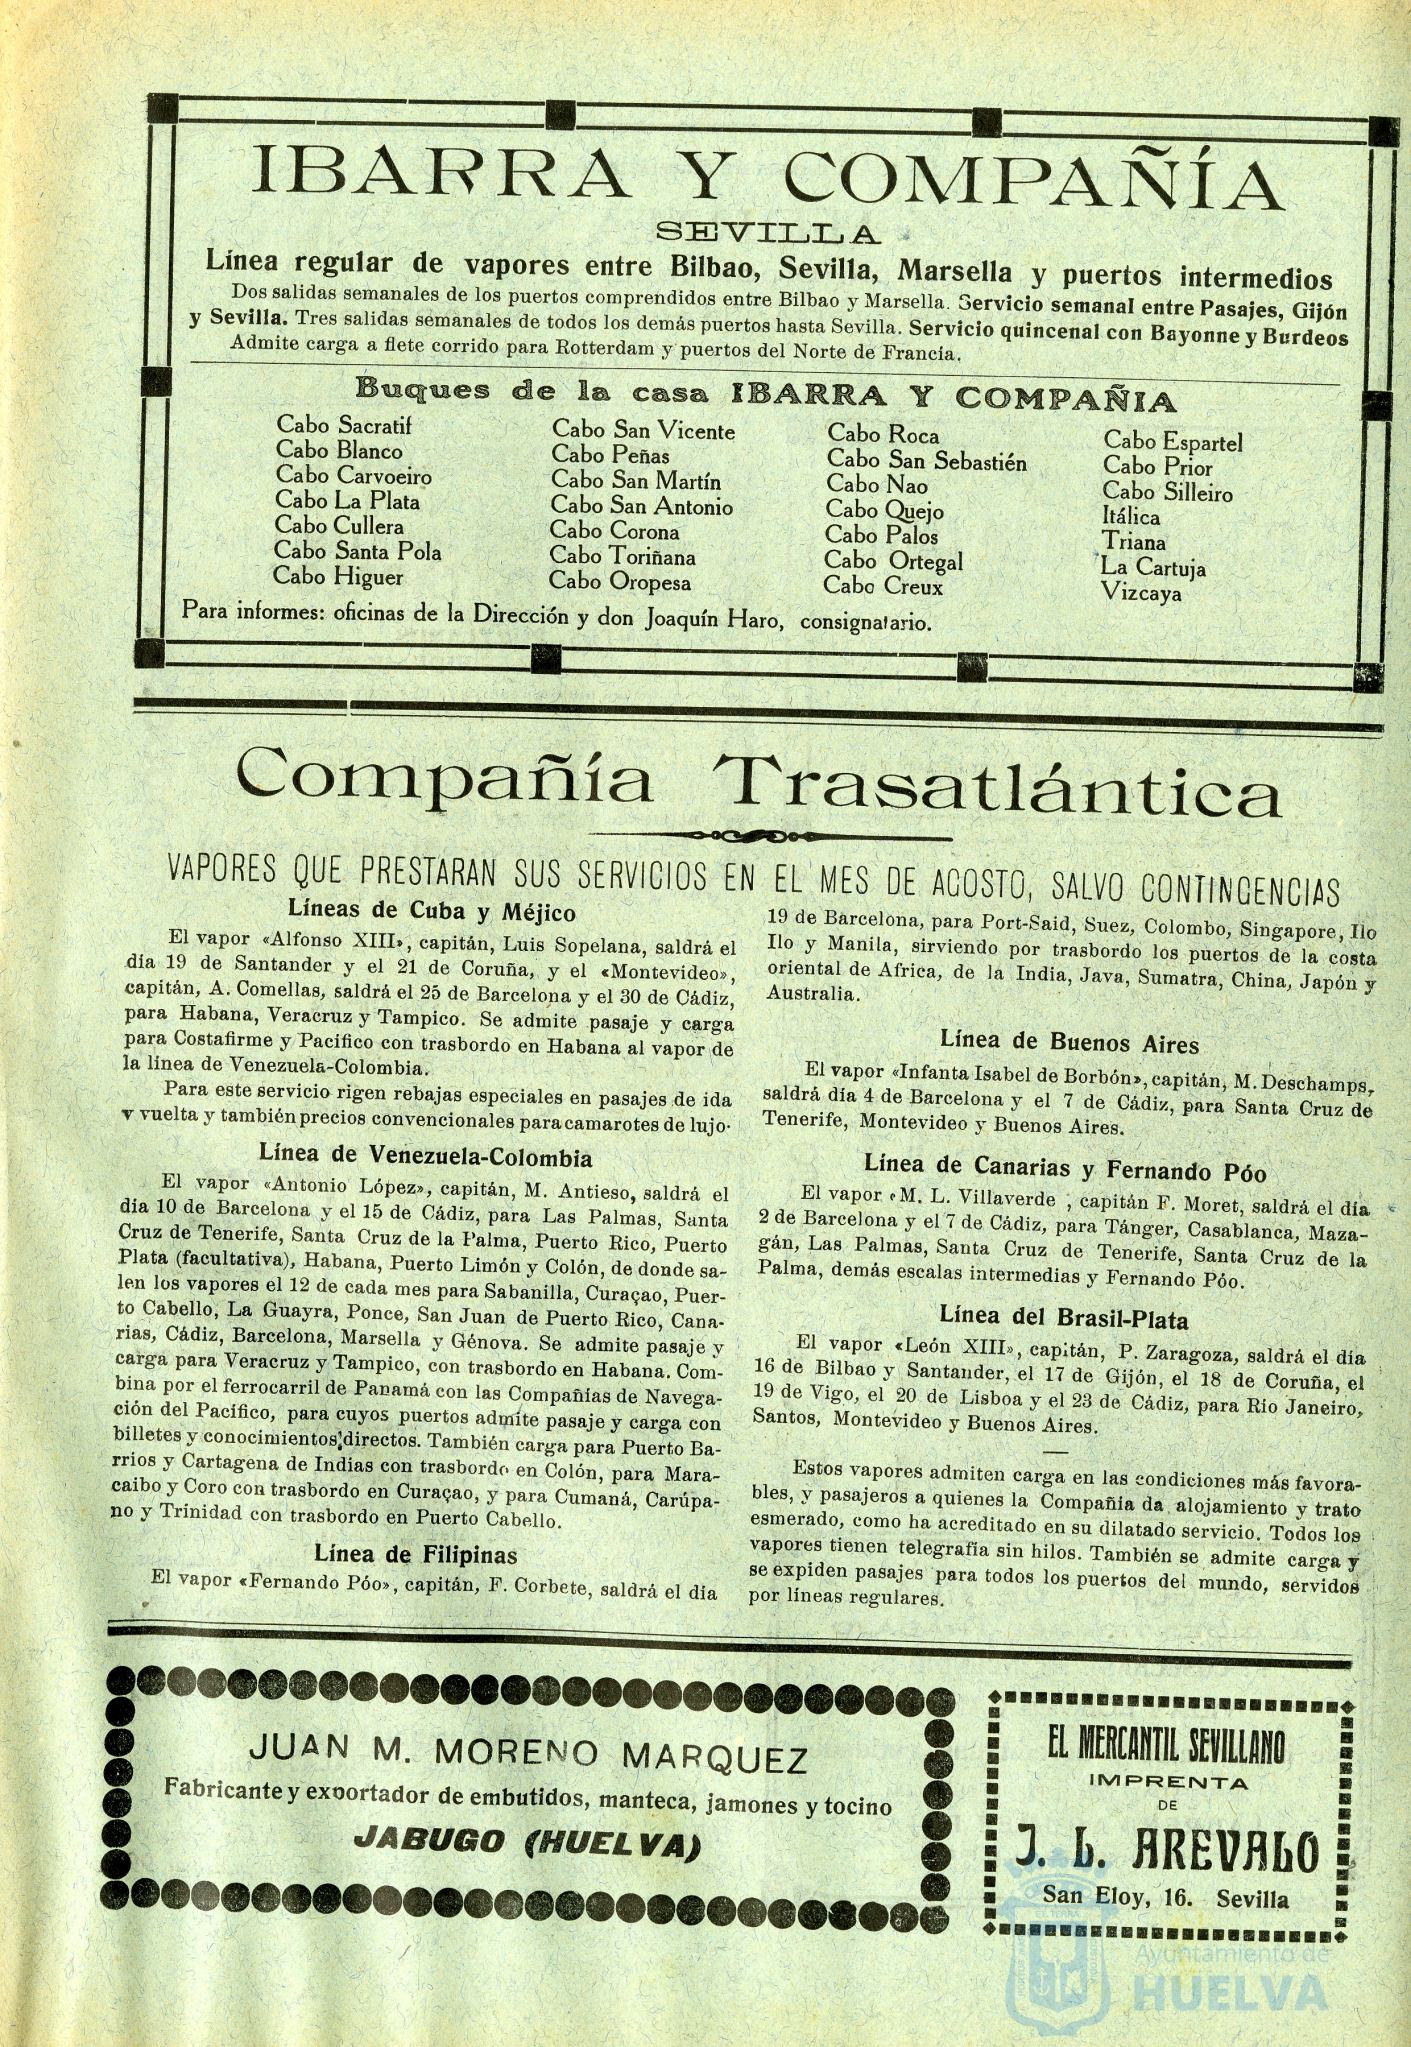 IBARRA Y COMPAÑÍA
SEVILLA
Línea regular de vapores entre Bilbao, Sevilla, Marsella y puertos intermedios
Dos salidas semanales de los puertos comprendidos entre Bilbao y Marsella. Servicio semanal entre Pasajes, Gijón
y Sevilla. Tres salidas semanales de todos los demás puertos hasta Sevilla. Servicio quincenal con Bayonne y Burdeos
Admite carga a flete corrido para Rotterdam y puertos del Norte de Francia.
Buques de la casa IBARRA Y COMPAÑIA
Cabo Sacratif
Cabo Blanco
Cabo Carvoeiro
Cabo La Plata
Cabo Cullera
Cabo Santa Pola
Cabo Higuer
Cabo San Vicente
Cabo Peñas
Cabo San Martín
Cabo San Antonio
Cabo Corona
Cabo Toriñana
Cabo Oropesa
Cabo Roca
Cabo San Sebastién
Cabo Nao
Cabo Quejo
Cabo Palos
Cabo Ortegal
Cabo Creux
Cabo Espartel
Cabo Prior
Cabo Silleiro
Itálica
Triana
La Cartuja
Vizcaya
Para informes: oficinas de la Dirección y don Joaquín Haro, consignatario.
Compañía Trasatlántica
VAPORES QUE PRESTARAN SUS SERVICIOS EN EL MES DE AGOSTO, SALVO CONTINGENCIAS
Líneas de Cuba y Méjico
El vapor «Alfonso XIII», capitán, Luis Sopelana, saldrá el
día 19 de Santander y el 21 de Coruña, y el «Montevideo»,
capitán, A. Comellas, saldrá el 25 de Barcelona y el 30 de Cádiz,
para Habana, Veracruz y Tampico. Se admite pasaje y carga
para Costafirme y Pacífico con trasbordo en Habana al vapor de
la línea de Venezuela-Colombia.
Para este servicio rigen rebajas especiales en pasajes de ida
y vuelta y también precios convencionales para camarotes de lujo.
Línea de Venezuela-Colombia
El vapor «Antonio López», capitán, M. Antieso, saldrá el
día 10 de Barcelona y el 15 de Cádiz, para Las Palmas, Santa
Cruz de Tenerife, Santa Cruz de la Palma, Puerto Rico, Puerto
Plata (facultativa), Habana, Puerto Limón y Colón, de donde sa-
len los vapores el 12 de cada mes para Sabanilla, Curaçao, Puer-
to Cabello, La Guayra, Ponce, San Juan de Puerto Rico, Cana-
rias, Cádiz, Barcelona, Marsella y Génova. Se admite pasaje y
carga para Veracruz y Tampico, con trasbordo en Habana. Com-
bina por el ferrocarril de Panamá con las Compañías de Navega-
ción del Pacífico, para cuyos puertos admite pasaje y carga con
billetes y conocimientos directos. También carga para Puerto Ba-
rrios y Cartagena de Indias con trasbordo en Colón, para Mara-
caibo y Coro con trasbordo en Curaçao, y para Cumaná, Carúpa-
no y Trinidad con trasbordo en Puerto Cabello.
Línea de Filipinas
El vapor «Fernando Póo», capitán, F. Corbete, saldrá el día
19 de Barcelona, para Port-Said, Suez, Colombo, Singapore, Ilo
Ilo y Manila, sirviendo por trasbordo los puertos de la costa
oriental de Africa, de la India, Java, Sumatra, China, Japón y
Australia.
Línea de Buenos Aires
El vapor «Infanta Isabel de Borbón», capitán, M. Deschamps,
saldrá día 4 de Barcelona y el 7 de Cádiz, para Santa Cruz de
Tenerife, Montevideo y Buenos Aires.
Línea de Canarias y Fernando Póo
El vapor «M. L. Villaverde , capitán F. Moret, saldrá el día
2 de Barcelona y el 7 de Cádiz, para Tánger, Casablanca, Maza-
gán, Las Palmas, Santa Cruz de Tenerife, Santa Cruz de la
Palma, demás escalas intermedias y Fernando Póo.
Línea del Brasil-Plata
El vapor «León XIII», capitán, P. Zaragoza, saldrá el día
16 de Bilbao y Santander, el 17 de Gijón, el 18 de Coruña, el
19 de Vigo, el 20 de Lisboa y el 23 de Cádiz, para Rio Janeiro,
Santos, Montevideo y Buenos Aires.
Estos vapores admiten carga en las condiciones más favora-
bles, y pasajeros a quienes la Compañía da alojamiento y trato
esmerado, como ha acreditado en su dilatado servicio. Todos los
vapores tienen telegrafía sin hilos. También se admite carga y
se expiden pasajes para todos los puertos del mundo, servidos
por líneas regulares.
JUAN M. MORENO MARQUEZ
Fabricante y exportador de embutidos, manteca, jamones y tocino
JABUGO (HUELVA)
EL MERCANTIL SEVILLANO
IMPRENTA
DE
J. L. AREVALO
San Eloy, 16. Sevilla
Ayuntamiento de
HUELVA